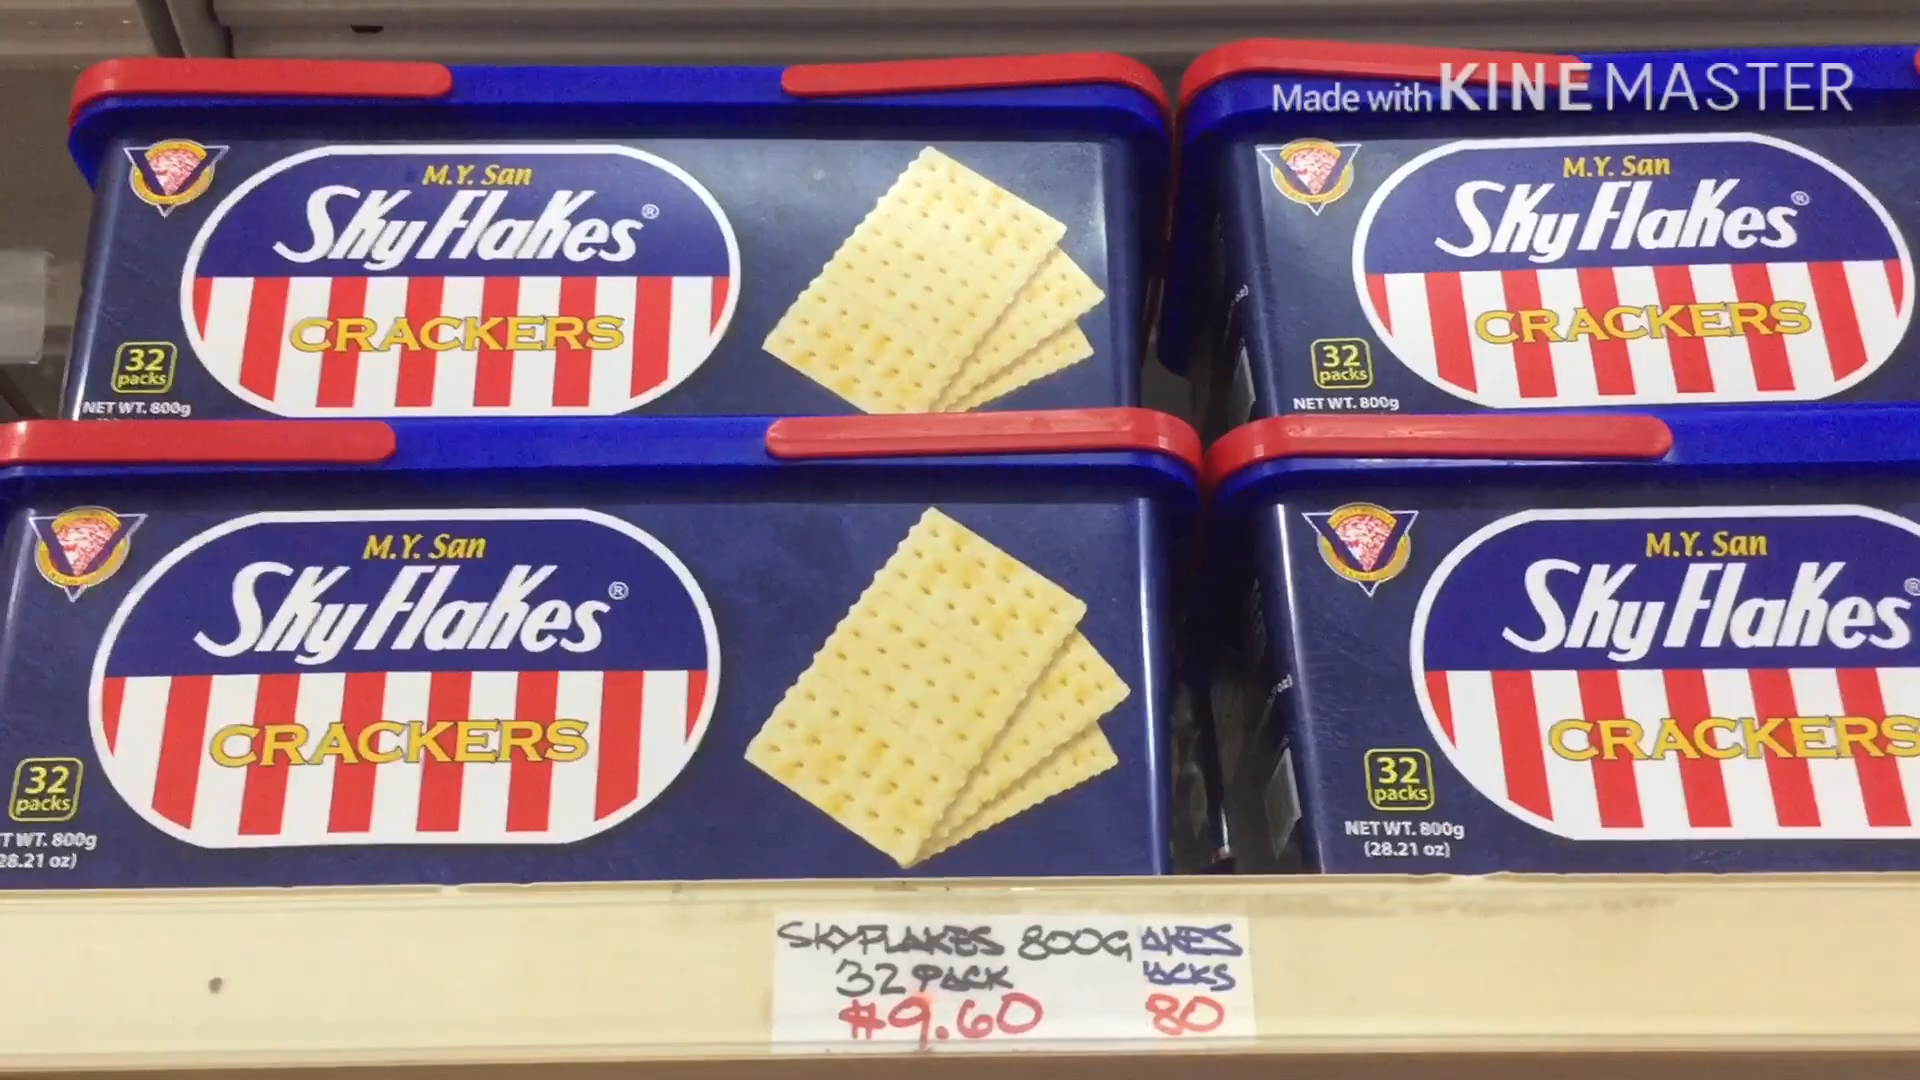 Made with KINEMASTER
M.Y. San
SkyFlakes®
CRACKERS
32
packs
NET WT. 800g
M.Y. San
SkyFlakes®
CRACKERS
32
packs
NET WT. 800g
M.Y. San
SkyFlakes®
CRACKERS
32
packs
T WT. 800g
28.21 oz)
M.Y. San
SkyFlakes®
CRACKERS
32
packs
NET WT. 800g
(28.21 oz)
SKYFLAKES 800G
32 PACK
$9.60
AKES
ACKS
80